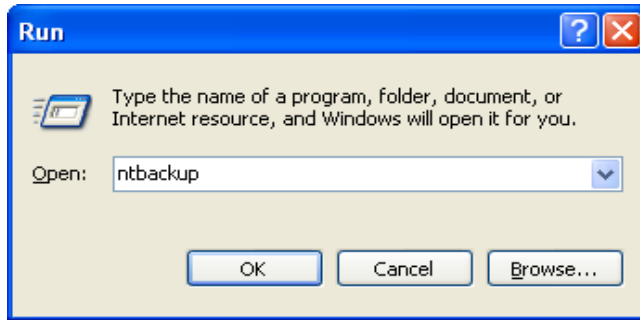 Run
Type the name of a program, folder, document, or
Internet resource, and Windows will open it for you.
Open: ntbackup
OK Cancel Browse...